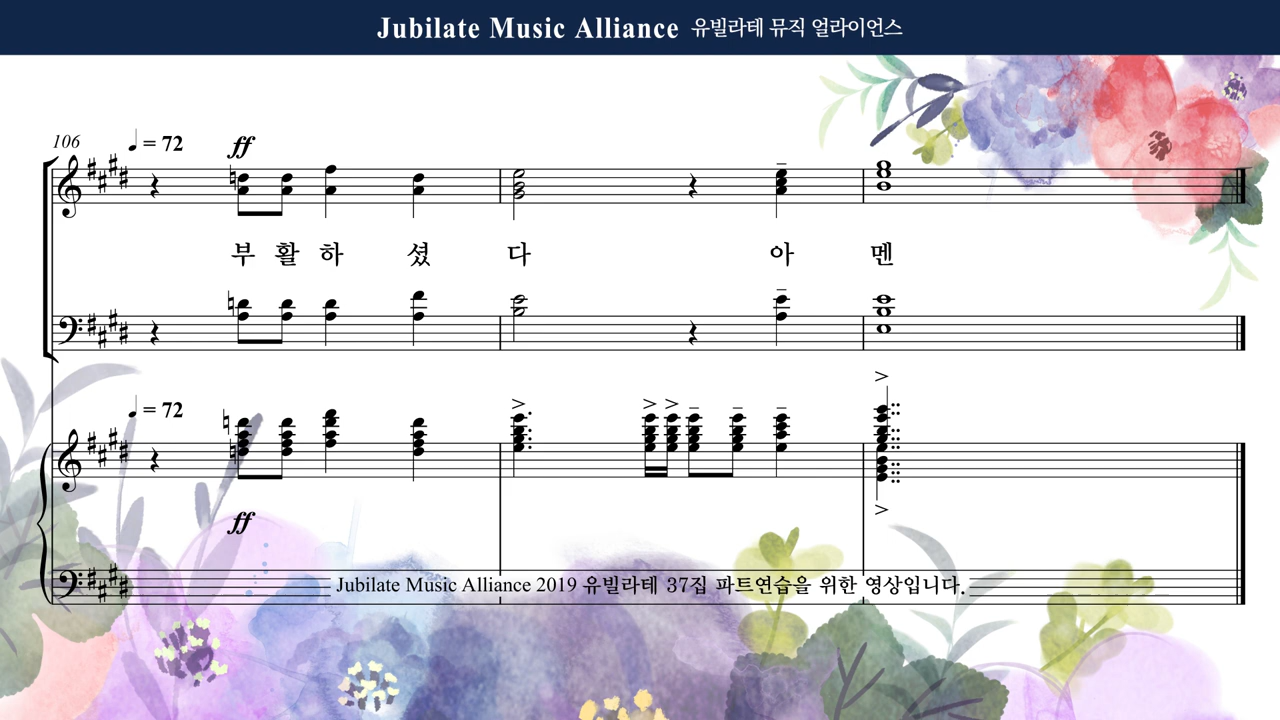 Jubilate Music Alliance 유빌라테 뮤직 얼라이언스
106 ♩ = 72 ff
부 활 하 셨 다 아 멘
♩ = 72
ff
Jubilate Music Alliance 2019 유빌라테 37집 파트연습을 위한 영상입니다.